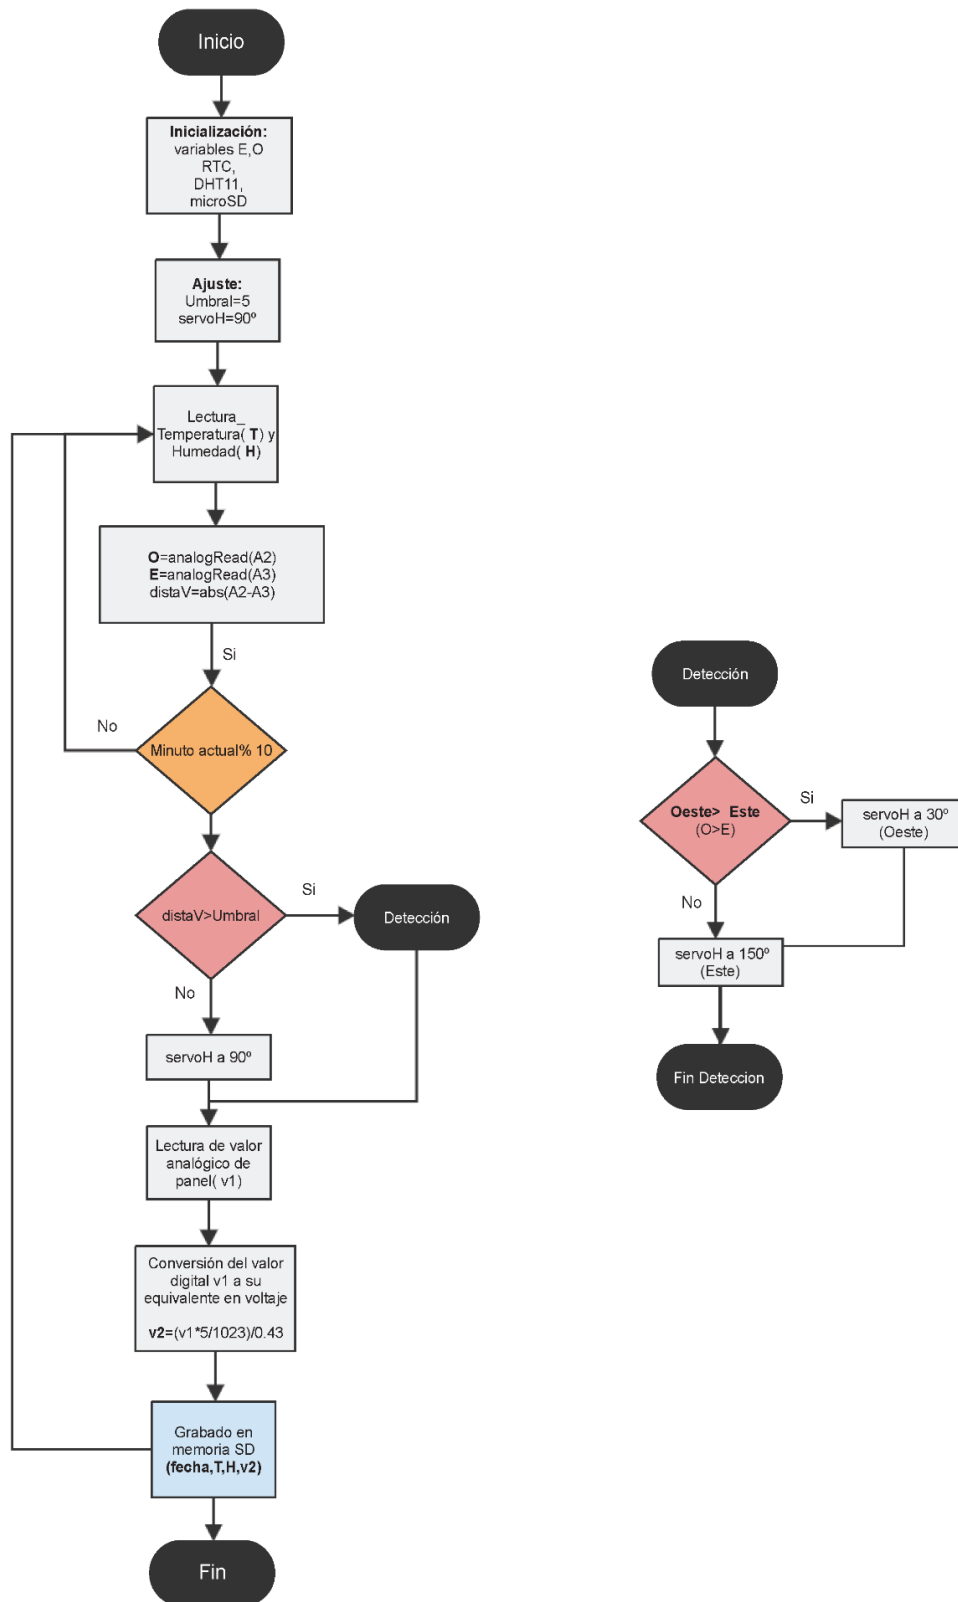 Inicio
Inicialización:
variables E,O
RTC,
DHT11,
microSD
Ajuste:
Umbral=5
servoH=90º
Lectura_
Temperatura( T) y
Humedad( H)
O=analogRead(A2)
E=analogRead(A3)
distaV=abs(A2-A3)
Si
No
Minuto actual% 10
distaV>Umbral
Si
Detección
No
servoH a 90º
Lectura de valor
analógico de
panel( v1)
Conversión del valor
digital v1 a su
equivalente en voltaje
v2=(v1*5/1023)/0.43
Grabado en
memoria SD
(fecha,T,H,v2)
Fin
Detección
Oeste> Este
(O>E)
Si
servoH a 30º
(Oeste)
No
servoH a 150º
(Este)
Fin Deteccion